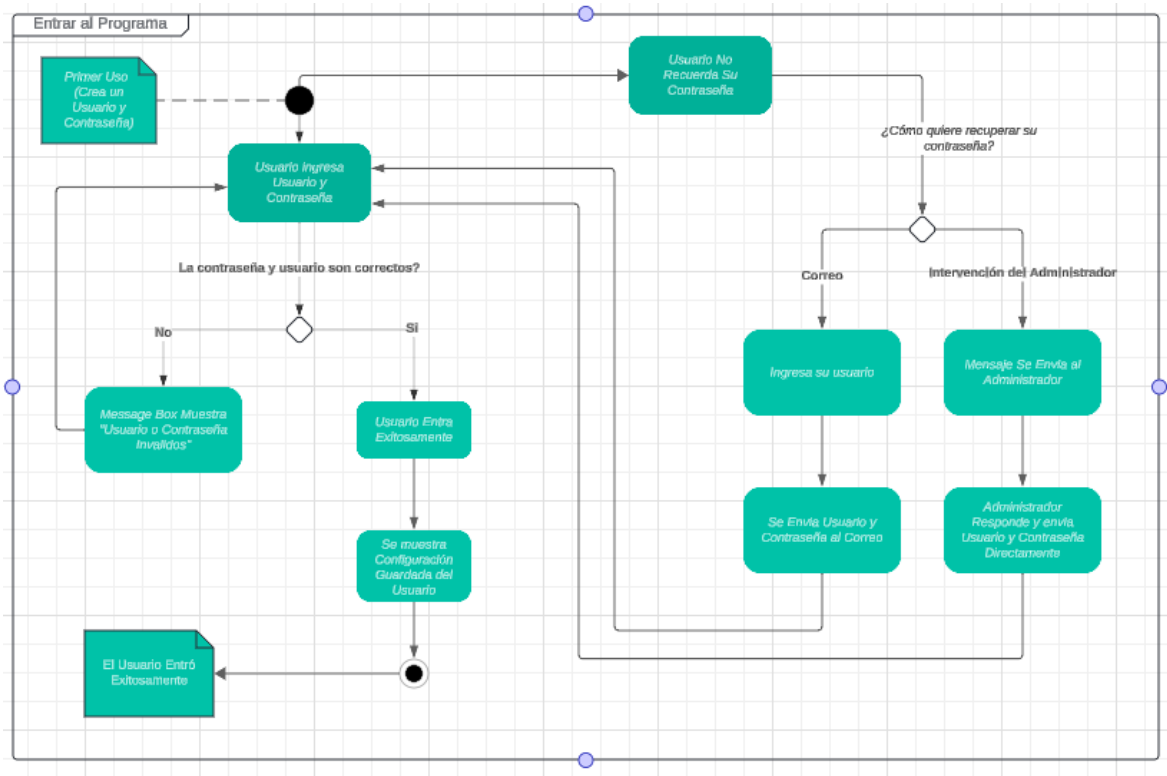 Entrar al Programa
Primer Uso
(Crea un
Usuario y
Contraseña)
Usuario No
Recuerda Su
Contraseña
¿Cómo quiere recuperar su
contraseña?
Usuario Ingresa
Usuario y
Contraseña
La contraseña y usuario son correctos?
No
Si
Correo
Intervención del Administrador
Message Box Muestra
"Usuario o Contraseña
Invalidos"
Usuario Entra
Exitosamente
Ingresa su usuario
Mensaje Se Envia al
Administrador
Se Envia Usuario y
Contraseña al Correo
Administrador
Responde y envia
Usuario y Contraseña
Directamente
Se muestra
Configuración
Guardada del
Usuario
El Usuario Entró
Exitosamente